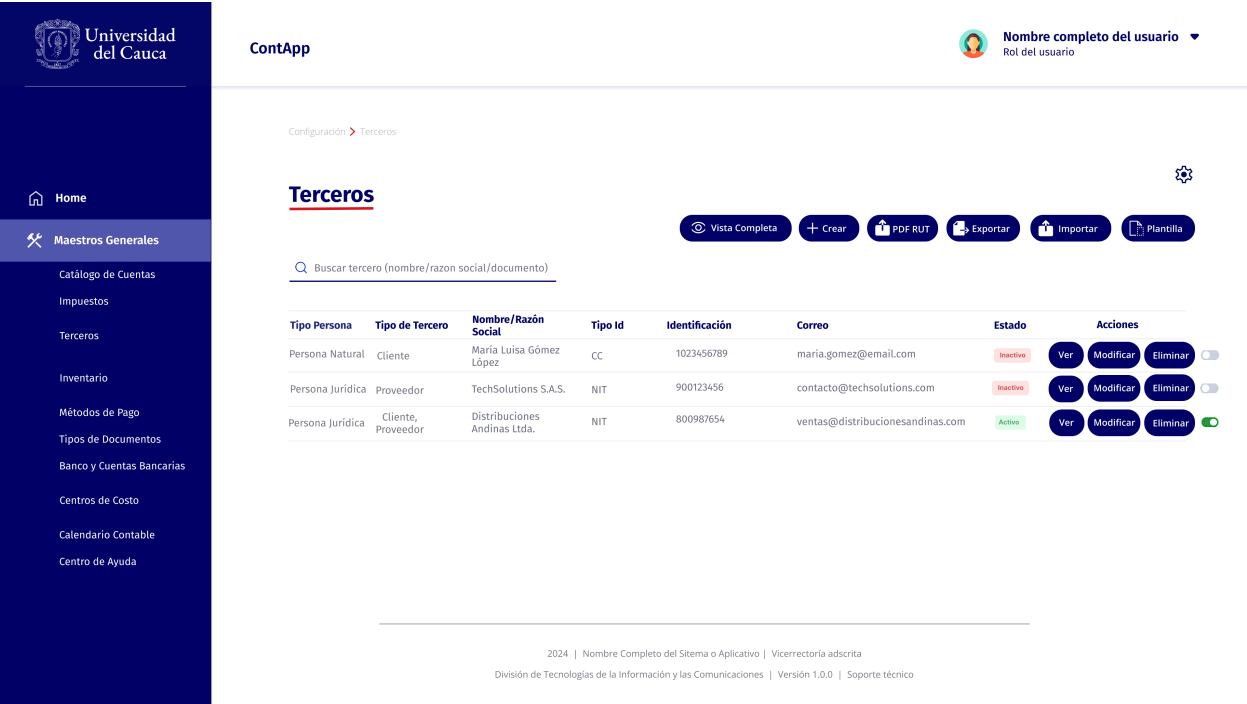 Universidad
del Cauca
ContApp
Nombre completo del usuario
Rol del usuario
Configuración > Terceros
Home
Maestros Generales
Catálogo de Cuentas
Impuestos
Terceros
Inventario
Métodos de Pago
Tipos de Documentos
Banco y Cuentas Bancarias
Centros de Costo
Calendario Contable
Centro de Ayuda
Terceros
Vista Completa Crear PDF RUT Exportar Importar Plantilla
Buscar tercero (nombre/razon social/documento)
Tipo Persona Tipo de Tercero Nombre/Razón Social Tipo Id Identificación Correo Estado Acciones
Persona Natural Cliente María Luisa Gómez López CC 1023456789 maria.gomez@email.com Inactivo Ver Modificar Eliminar
Persona Jurídica Proveedor TechSolutions S.A.S. NIT 900123456 contacto@techsolutions.com Inactivo Ver Modificar Eliminar
Persona Jurídica Cliente, Proveedor Distribuciones Andinas Ltda. NIT 800987654 ventas@distribucionesandinas.com Activo Ver Modificar Eliminar
2024 | Nombre Completo del Sitema o Aplicativo | Vicerrectoría adscrita
División de Tecnologías de la Información y las Comunicaciones | Versión 1.0.0 | Soporte técnico